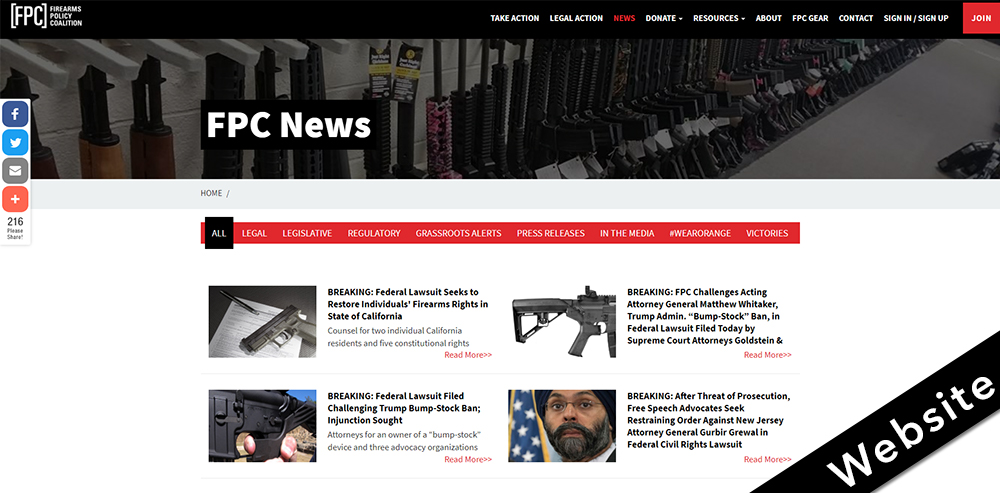 [FPC] FIREARMS
POLICY
COALITION
TAKE ACTION LEGAL ACTION NEWS DONATE RESOURCES ABOUT FPC GEAR CONTACT SIGN IN / SIGN UP JOIN
FPC News
216
Please
Share!
HOME /
ALL LEGAL LEGISLATIVE REGULATORY GRASSROOTS ALERTS PRESS RELEASES IN THE MEDIA #WEARORANGE VICTORIES
BREAKING: Federal Lawsuit Seeks to
Restore Individuals' Firearms Rights in
State of California
Counsel for two individual California
residents and five constitutional rights
Read More>>
BREAKING: FPC Challenges Acting
Attorney General Matthew Whitaker,
Trump Admin. “Bump-Stock” Ban, in
Federal Lawsuit Filed Today by
Supreme Court Attorneys Goldstein &
Read More>>
BREAKING: Federal Lawsuit Filed
Challenging Trump Bump-Stock Ban;
Injunction Sought
Attorneys for an owner of a “bump-stock”
device and three advocacy organizations
Read More>>
BREAKING: After Threat of Prosecution,
Free Speech Advocates Seek
Restraining Order Against New Jersey
Attorney General Gurbir Grewal in
Federal Civil Rights Lawsuit
Read More>>
Website